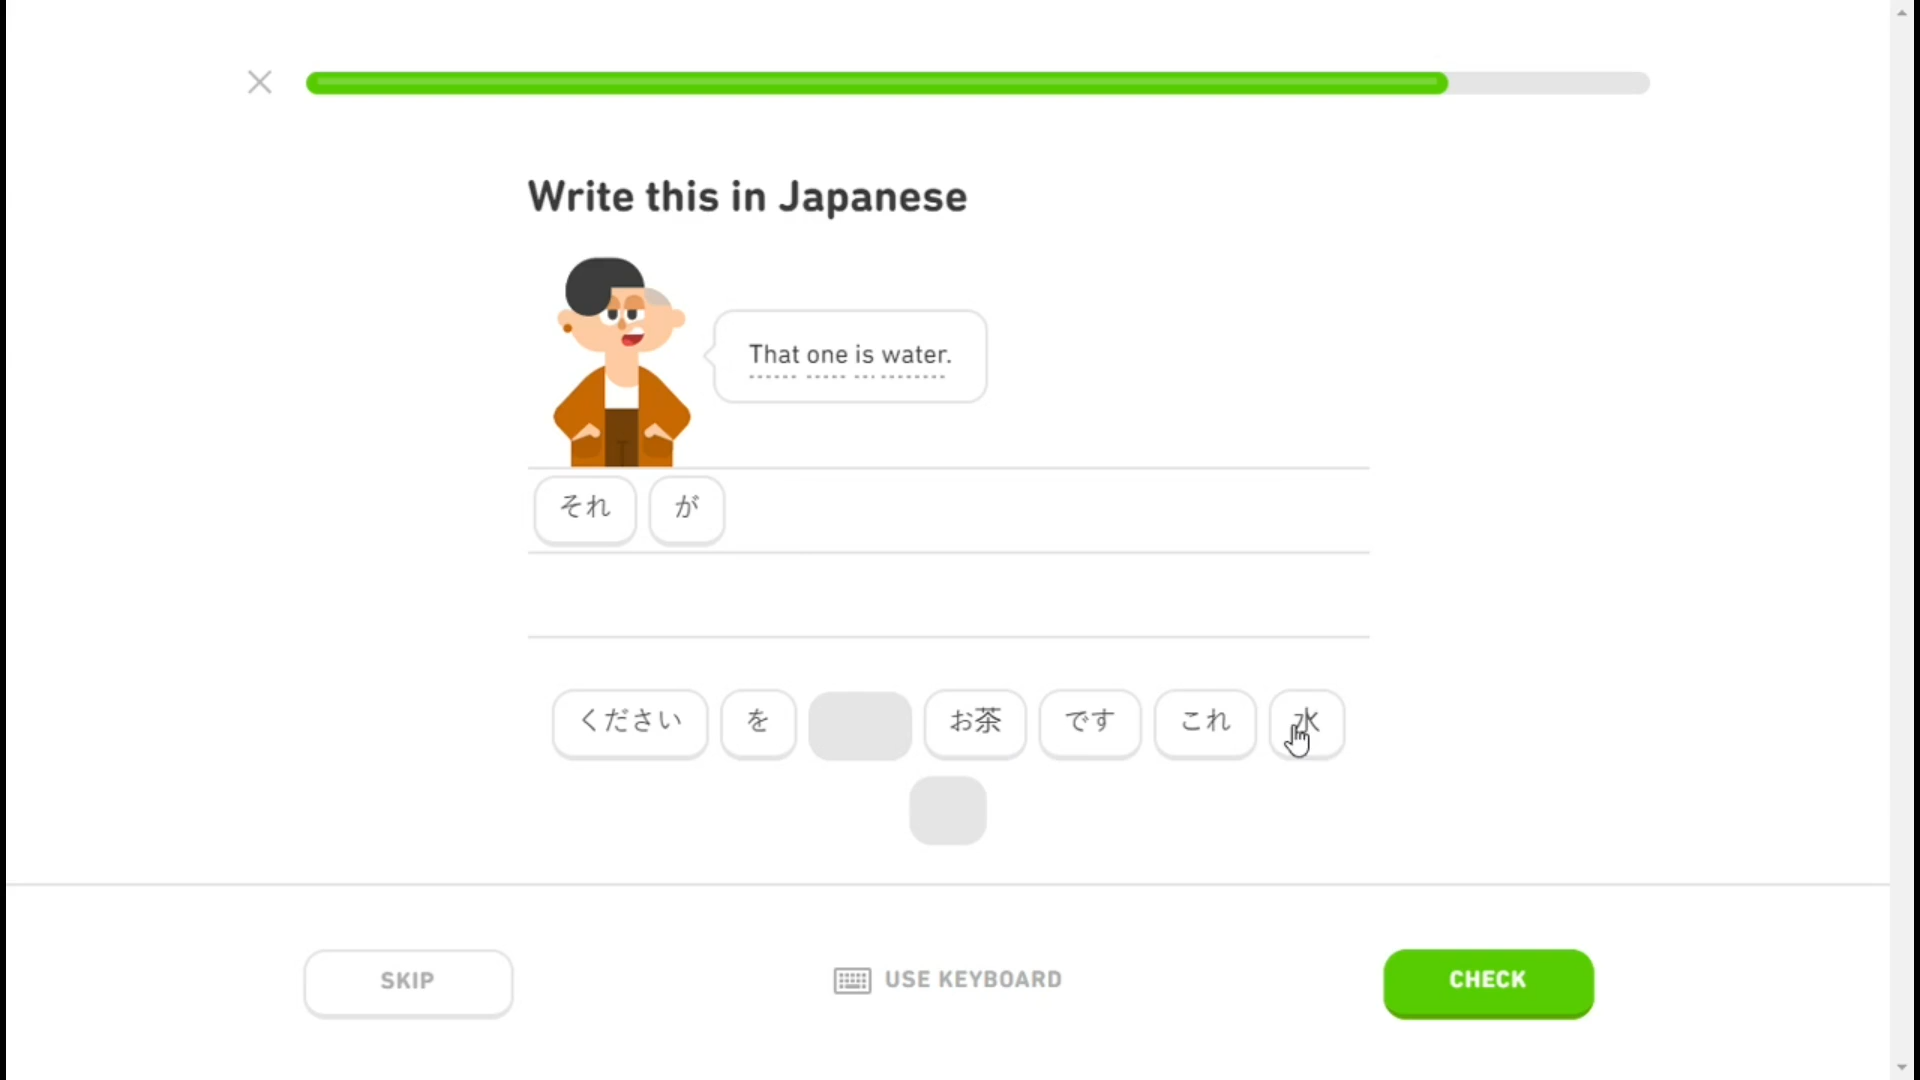 Write this in Japanese
That one is water.
それ が
ください を お茶 です これ 水
SKIP
USE KEYBOARD
CHECK